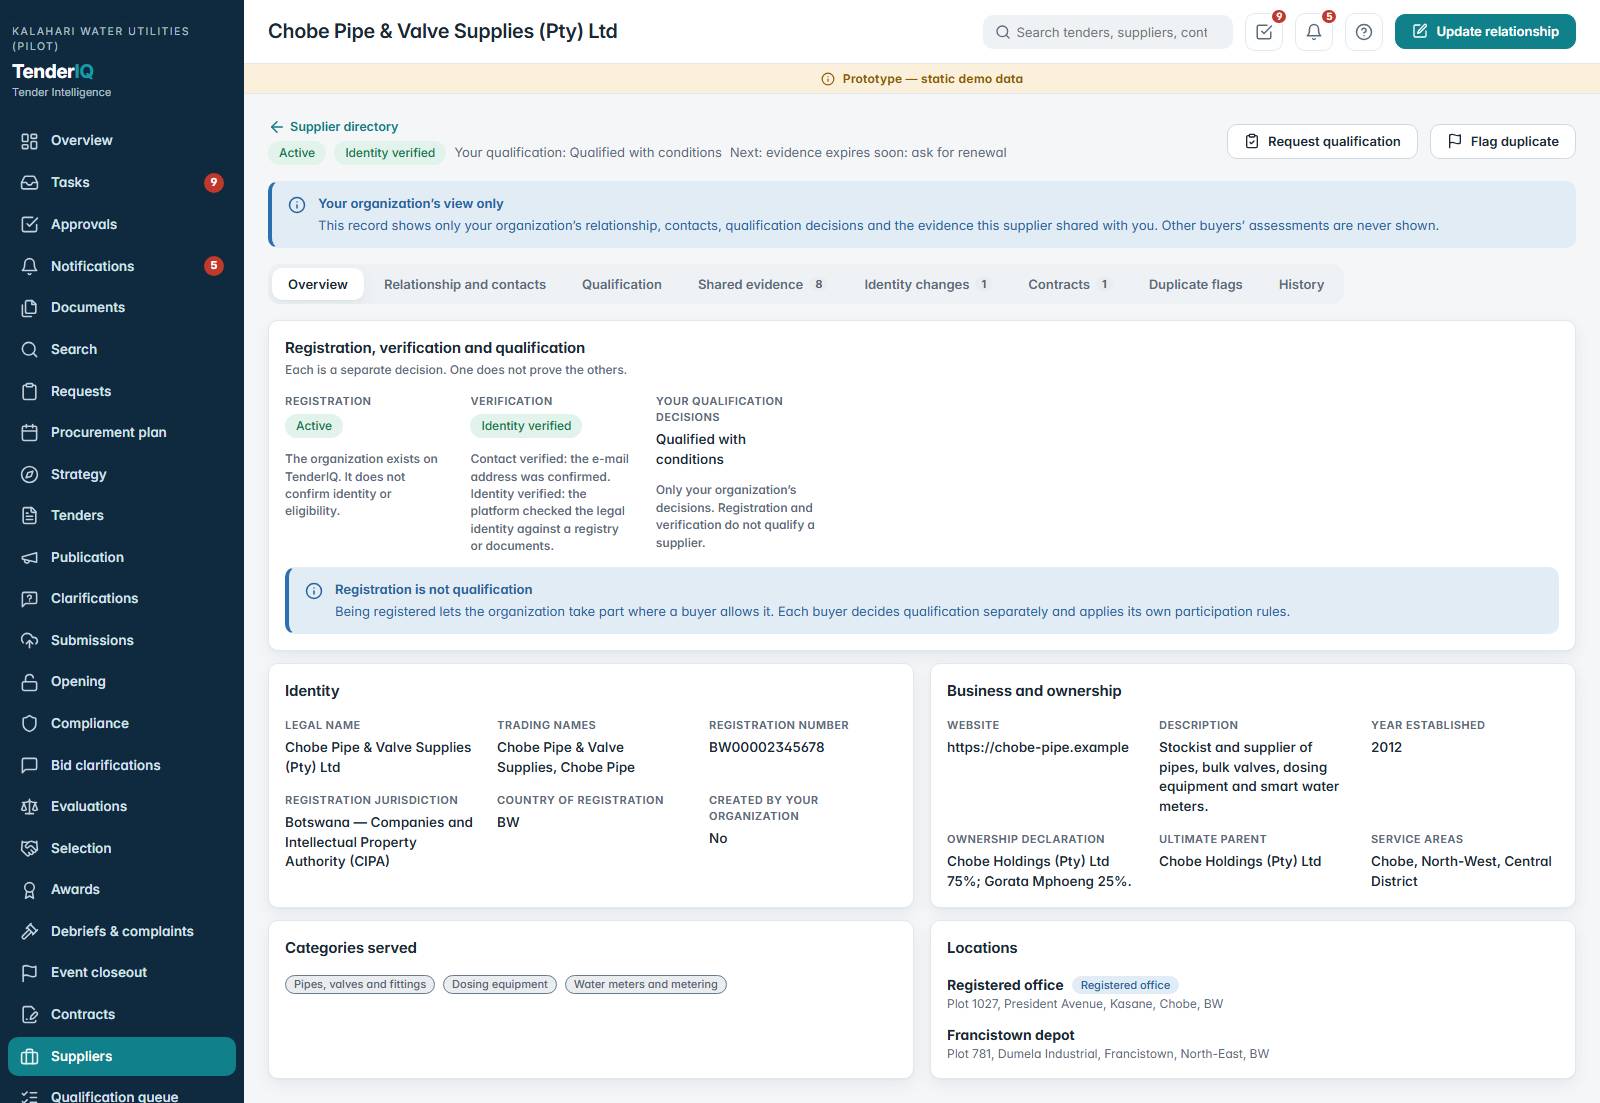 KALAHARI WATER UTILITIES
(PILOT)
TenderIQ
Tender Intelligence
Overview
Tasks 9
Approvals
Notifications 5
Documents
Search
Requests
Procurement plan
Strategy
Tenders
Publication
Clarifications
Submissions
Opening
Compliance
Bid clarifications
Evaluations
Selection
Awards
Debriefs & complaints
Event closeout
Contracts
Suppliers
Qualification queue
Chobe Pipe & Valve Supplies (Pty) Ltd
Search tenders, suppliers, cont
9
5
Update relationship
Prototype — static demo data
Supplier directory
Active Identity verified Your qualification: Qualified with conditions Next: evidence expires soon: ask for renewal
Request qualification
Flag duplicate
Your organization's view only
This record shows only your organization's relationship, contacts, qualification decisions and the evidence this supplier shared with you. Other buyers' assessments are never shown.
Overview Relationship and contacts Qualification Shared evidence 8 Identity changes 1 Contracts 1 Duplicate flags History
Registration, verification and qualification
Each is a separate decision. One does not prove the others.
REGISTRATION
Active
The organization exists on
TenderIQ. It does not
confirm identity or
eligibility.
VERIFICATION
Identity verified
Contact verified: the e-mail
address was confirmed.
Identity verified: the
platform checked the legal
identity against a registry
or documents.
YOUR QUALIFICATION
DECISIONS
Qualified with
conditions
Only your organization's
decisions. Registration and
verification do not qualify a
supplier.
Registration is not qualification
Being registered lets the organization take part where a buyer allows it. Each buyer decides qualification separately and applies its own participation rules.
Identity
LEGAL NAME
Chobe Pipe & Valve Supplies
(Pty) Ltd
TRADING NAMES
Chobe Pipe & Valve
Supplies, Chobe Pipe
REGISTRATION NUMBER
BW00002345678
REGISTRATION JURISDICTION
Botswana — Companies and
Intellectual Property
Authority (CIPA)
COUNTRY OF REGISTRATION
BW
CREATED BY YOUR
ORGANIZATION
No
Business and ownership
WEBSITE
https://chobe-pipe.example
DESCRIPTION
Stockist and supplier of
pipes, bulk valves, dosing
equipment and smart water
meters.
YEAR ESTABLISHED
2012
OWNERSHIP DECLARATION
Chobe Holdings (Pty) Ltd
75%; Gorata Mphoeng 25%.
ULTIMATE PARENT
Chobe Holdings (Pty) Ltd
SERVICE AREAS
Chobe, North-West, Central
District
Categories served
Pipes, valves and fittings Dosing equipment Water meters and metering
Locations
Registered office Registered office
Plot 1027, President Avenue, Kasane, Chobe, BW
Francistown depot
Plot 781, Dumela Industrial, Francistown, North-East, BW